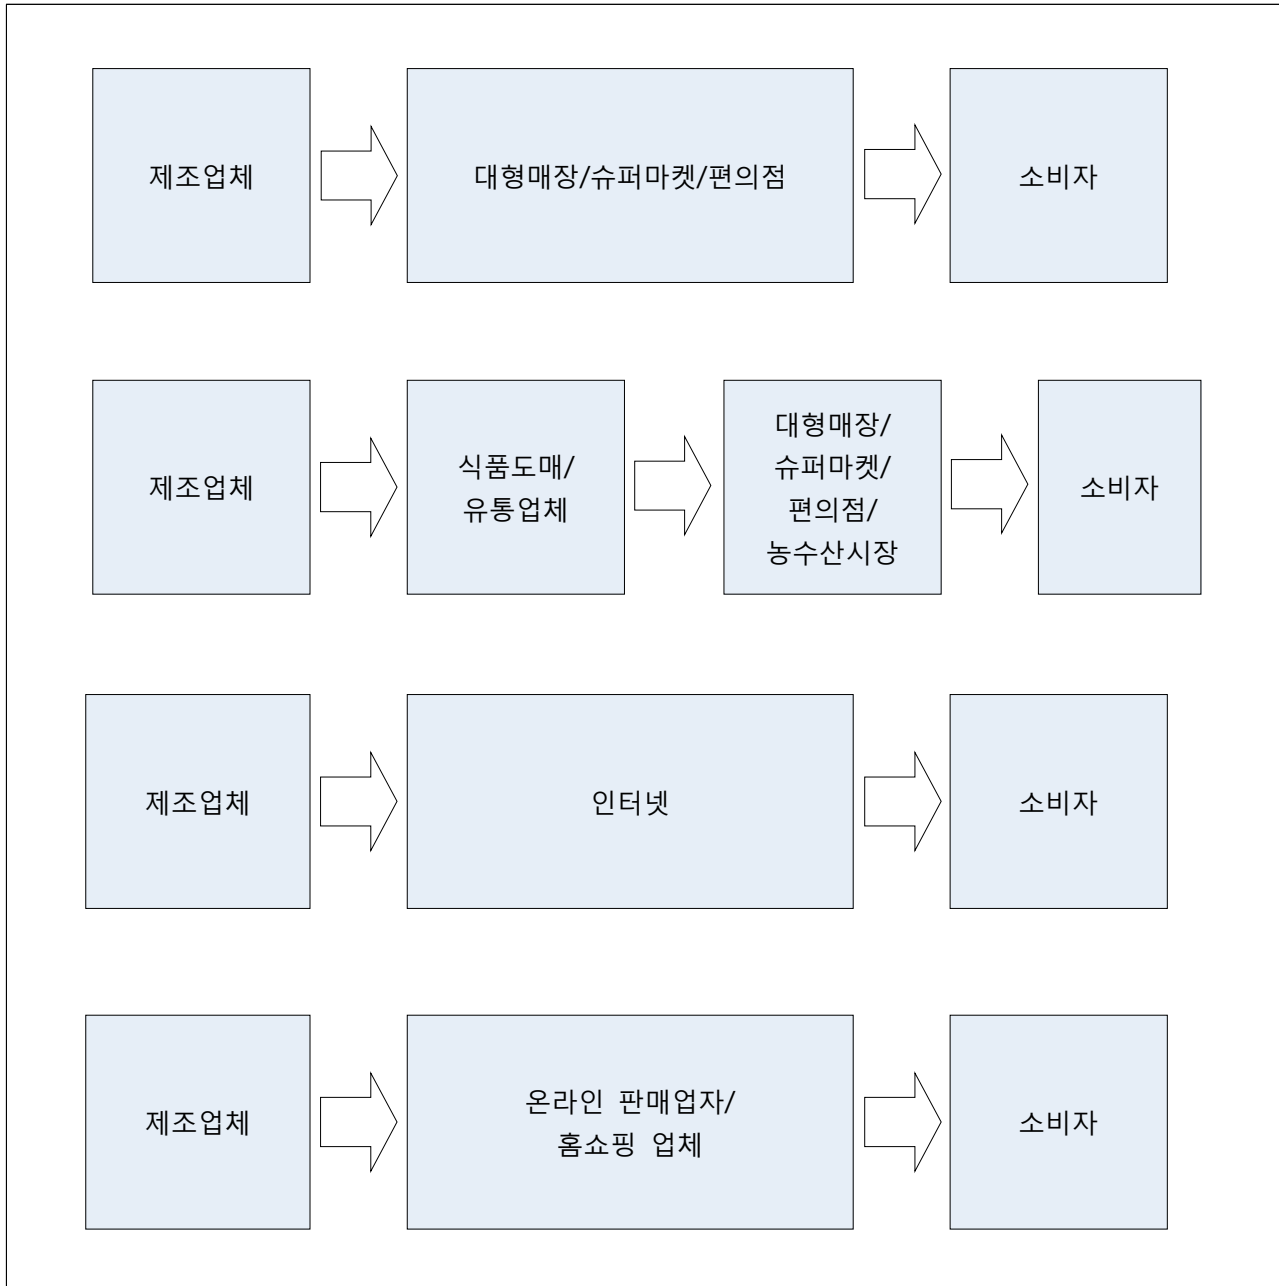 제조업체
대형매장/슈퍼마켓/편의점
소비자
제조업체
식품도매/
유통업체
대형매장/
슈퍼마켓/
편의점/
농수산시장
소비자
제조업체
인터넷
소비자
제조업체
온라인 판매업자/
홈쇼핑 업체
소비자